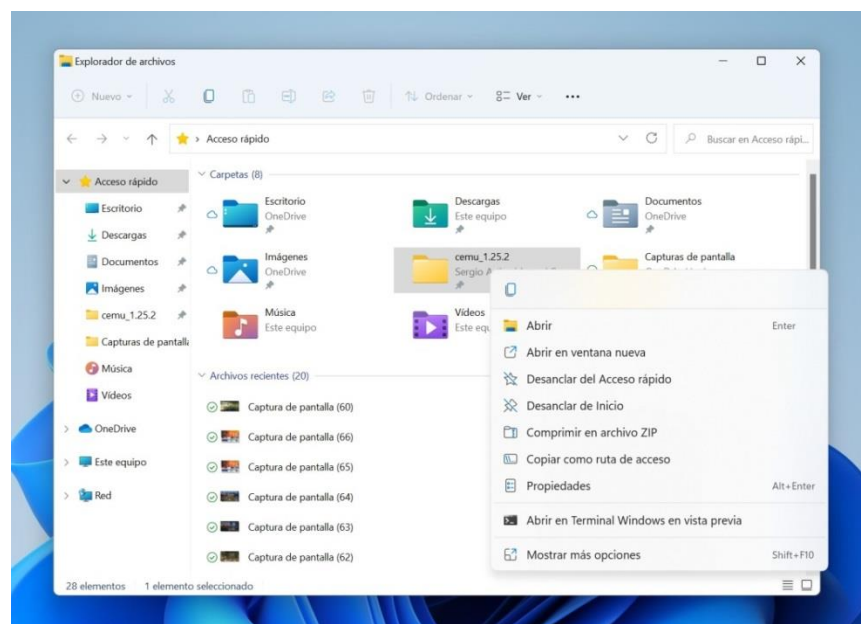 Explorador de archivos
Nuevo
Ordenar
Ver
Acceso rápido
Buscar en Acceso rápi...
Acceso rápido
Escritorio
Descargas
Documentos
Imágenes
cemu_1.25.2
Capturas de pantalla
Música
Vídeos
OneDrive
Este equipo
Red
Carpetas (8)
Escritorio
OneDrive
Descargas
Este equipo
Documentos
OneDrive
Imágenes
OneDrive
cemu_1.25.2
Sergio
Capturas de pantalla
Música
Este equipo
Vídeos
Este equ
Archivos recientes (20)
Captura de pantalla (60)
Captura de pantalla (66)
Captura de pantalla (65)
Captura de pantalla (64)
Captura de pantalla (63)
Captura de pantalla (62)
Abrir Enter
Abrir en ventana nueva
Desanclar del Acceso rápido
Desanclar de Inicio
Comprimir en archivo ZIP
Copiar como ruta de acceso
Propiedades Alt+Enter
Abrir en Terminal Windows en vista previa
Mostrar más opciones Shift+F10
28 elementos 1 elemento seleccionado